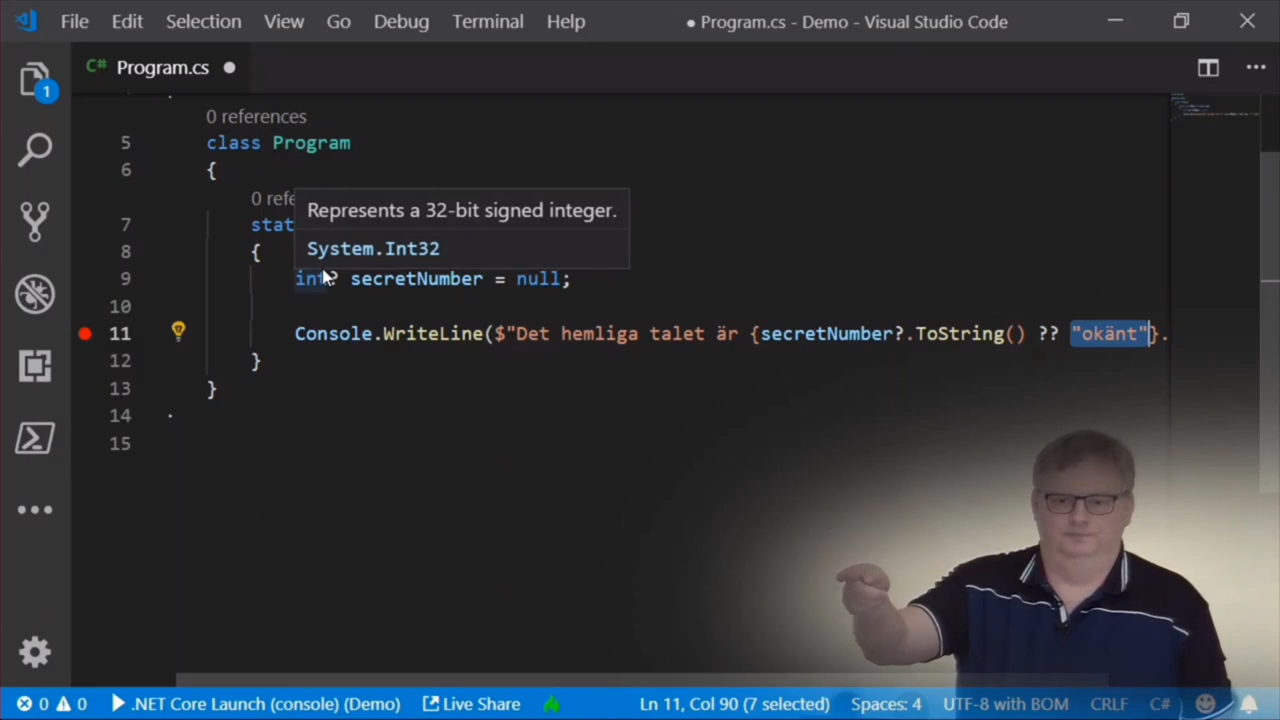 File Edit Selection View Go Debug Terminal Help ● Program.cs - Demo - Visual Studio Code
C# Program.cs ●
1
0 references
5 class Program
6 {
0 refe
7 stat
Represents a 32-bit signed integer.
System.Int32
8 {
9 int? secretNumber = null;
10
11 Console.WriteLine($"Det hemliga talet är {secretNumber?.ToString() ?? "okänt"}.
12 }
13 }
14
15
0 0 .NET Core Launch (console) (Demo) Live Share Ln 11, Col 90 (7 selected) Spaces: 4 UTF-8 with BOM CRLF C#